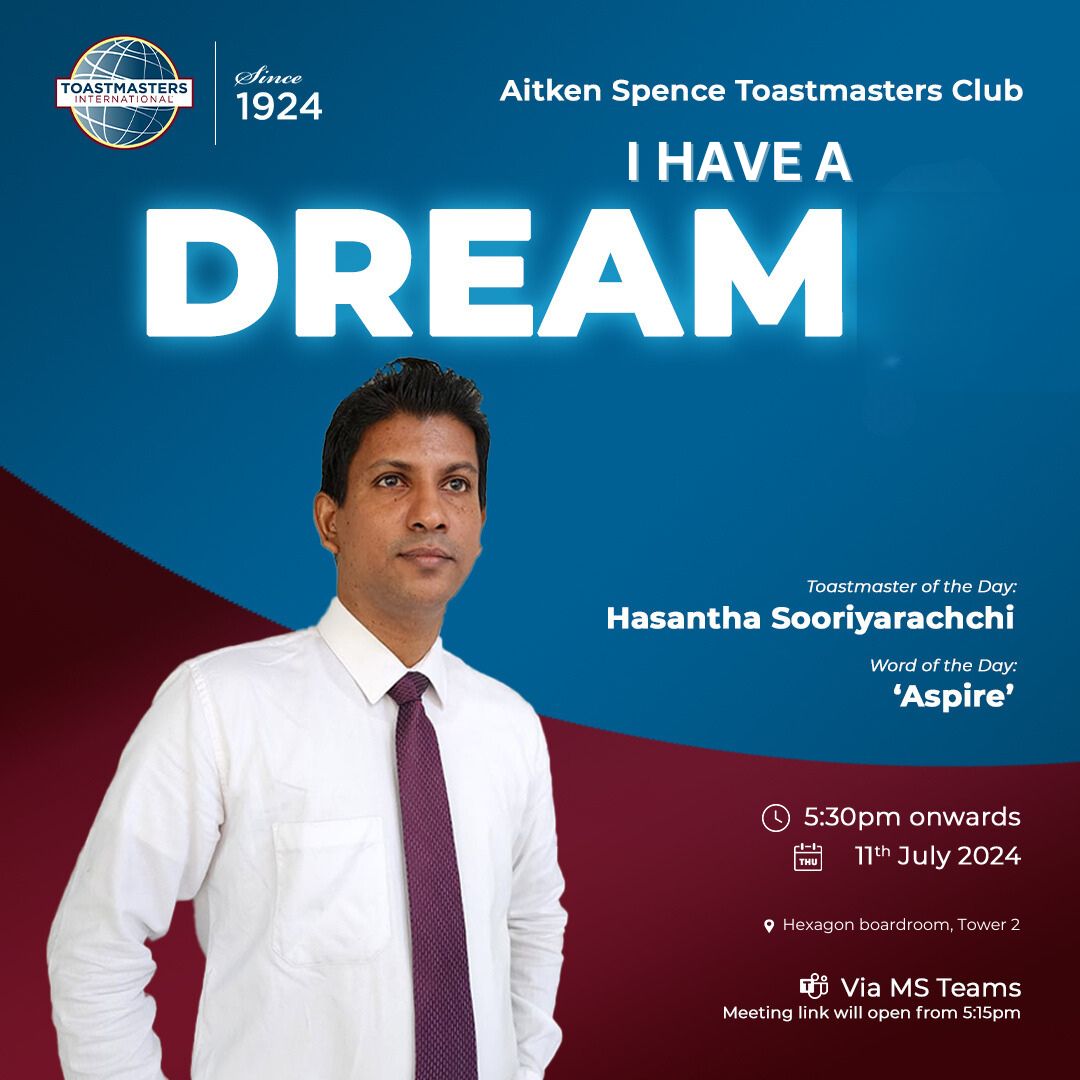 TOASTMASTERS
INTERNATIONAL
Since
1924
Aitken Spence Toastmasters Club
I HAVE A
DREAM
Toastmaster of the Day:
Hasantha Sooriyarachchi
Word of the Day:
‘Aspire’
5:30pm onwards
THU
11th July 2024
Hexagon boardroom, Tower 2
T
Via MS Teams
Meeting link will open from 5:15pm